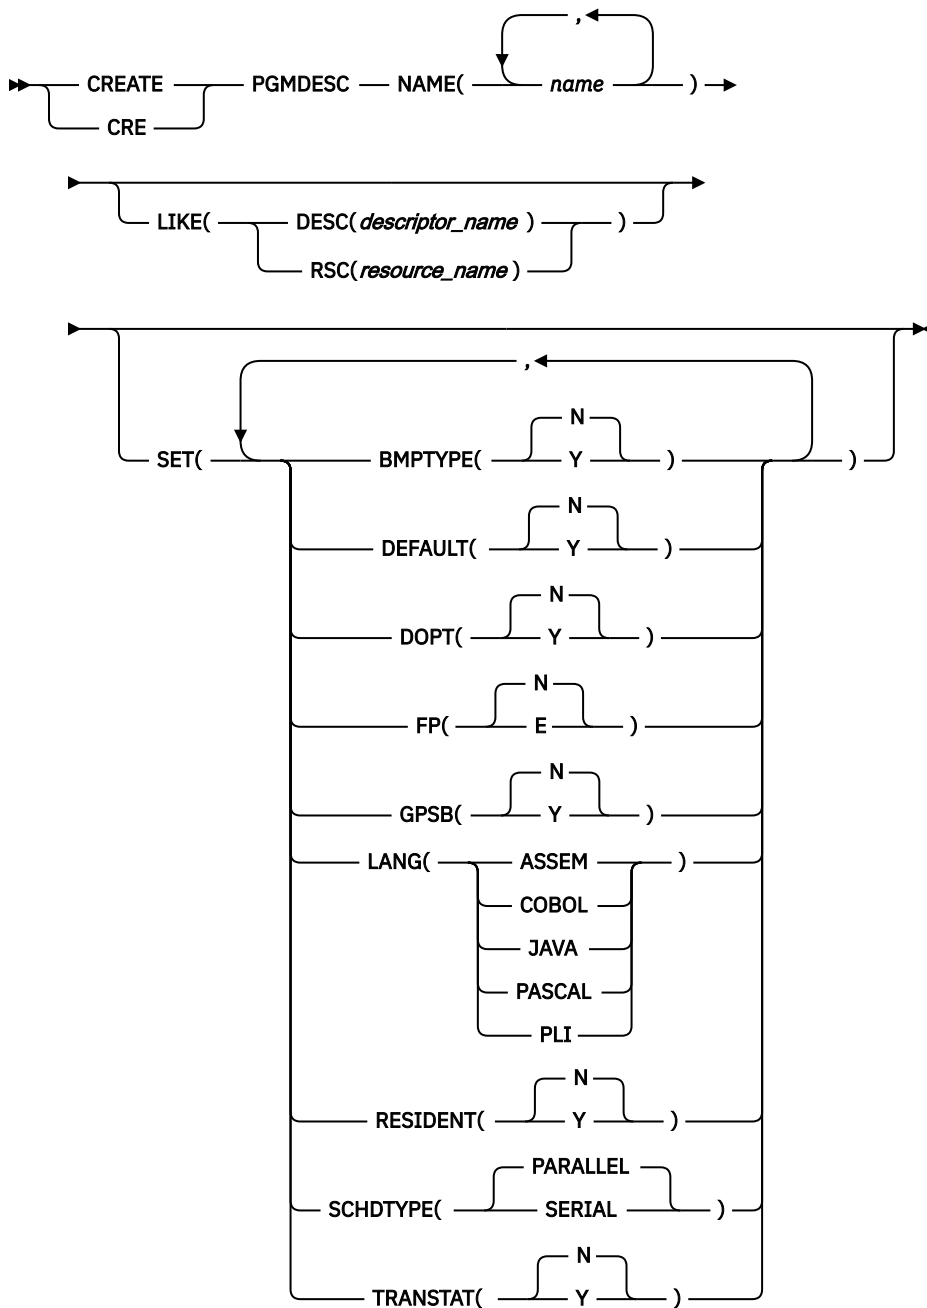 ,
CREATE PGMDESC NAME( name )
CRE
LIKE( DESC(descriptor_name) )
RSC(resource_name)
,
N
SET( BMPTYPE( Y ) )
N
DEFAULT( Y )
N
DOPT( Y )
N
FP( E )
N
GPSB( Y )
LANG( ASSEM )
COBOL
JAVA
PASCAL
PLI
N
RESIDENT( Y )
PARALLEL
SCHDTYPE( SERIAL )
N
TRANSTAT( Y )